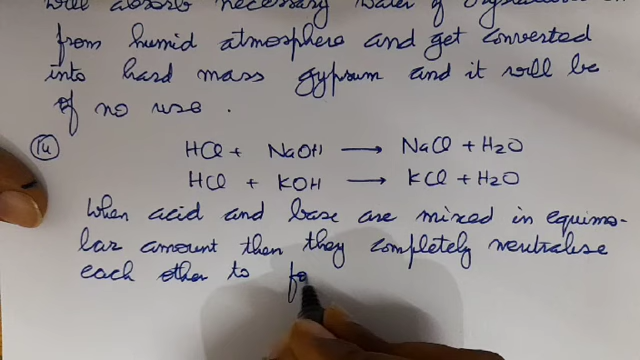 will absorb necessary water of crystallization
from humid atmosphere and get converted
into hard mass gypsum and it will be
of no use.
14 HCl + NaOH → NaCl + H2O
HCl + KOH → KCl + H2O
When acid and base are mixed in equimo-
lar amount then they completely neutralise
each other to fo